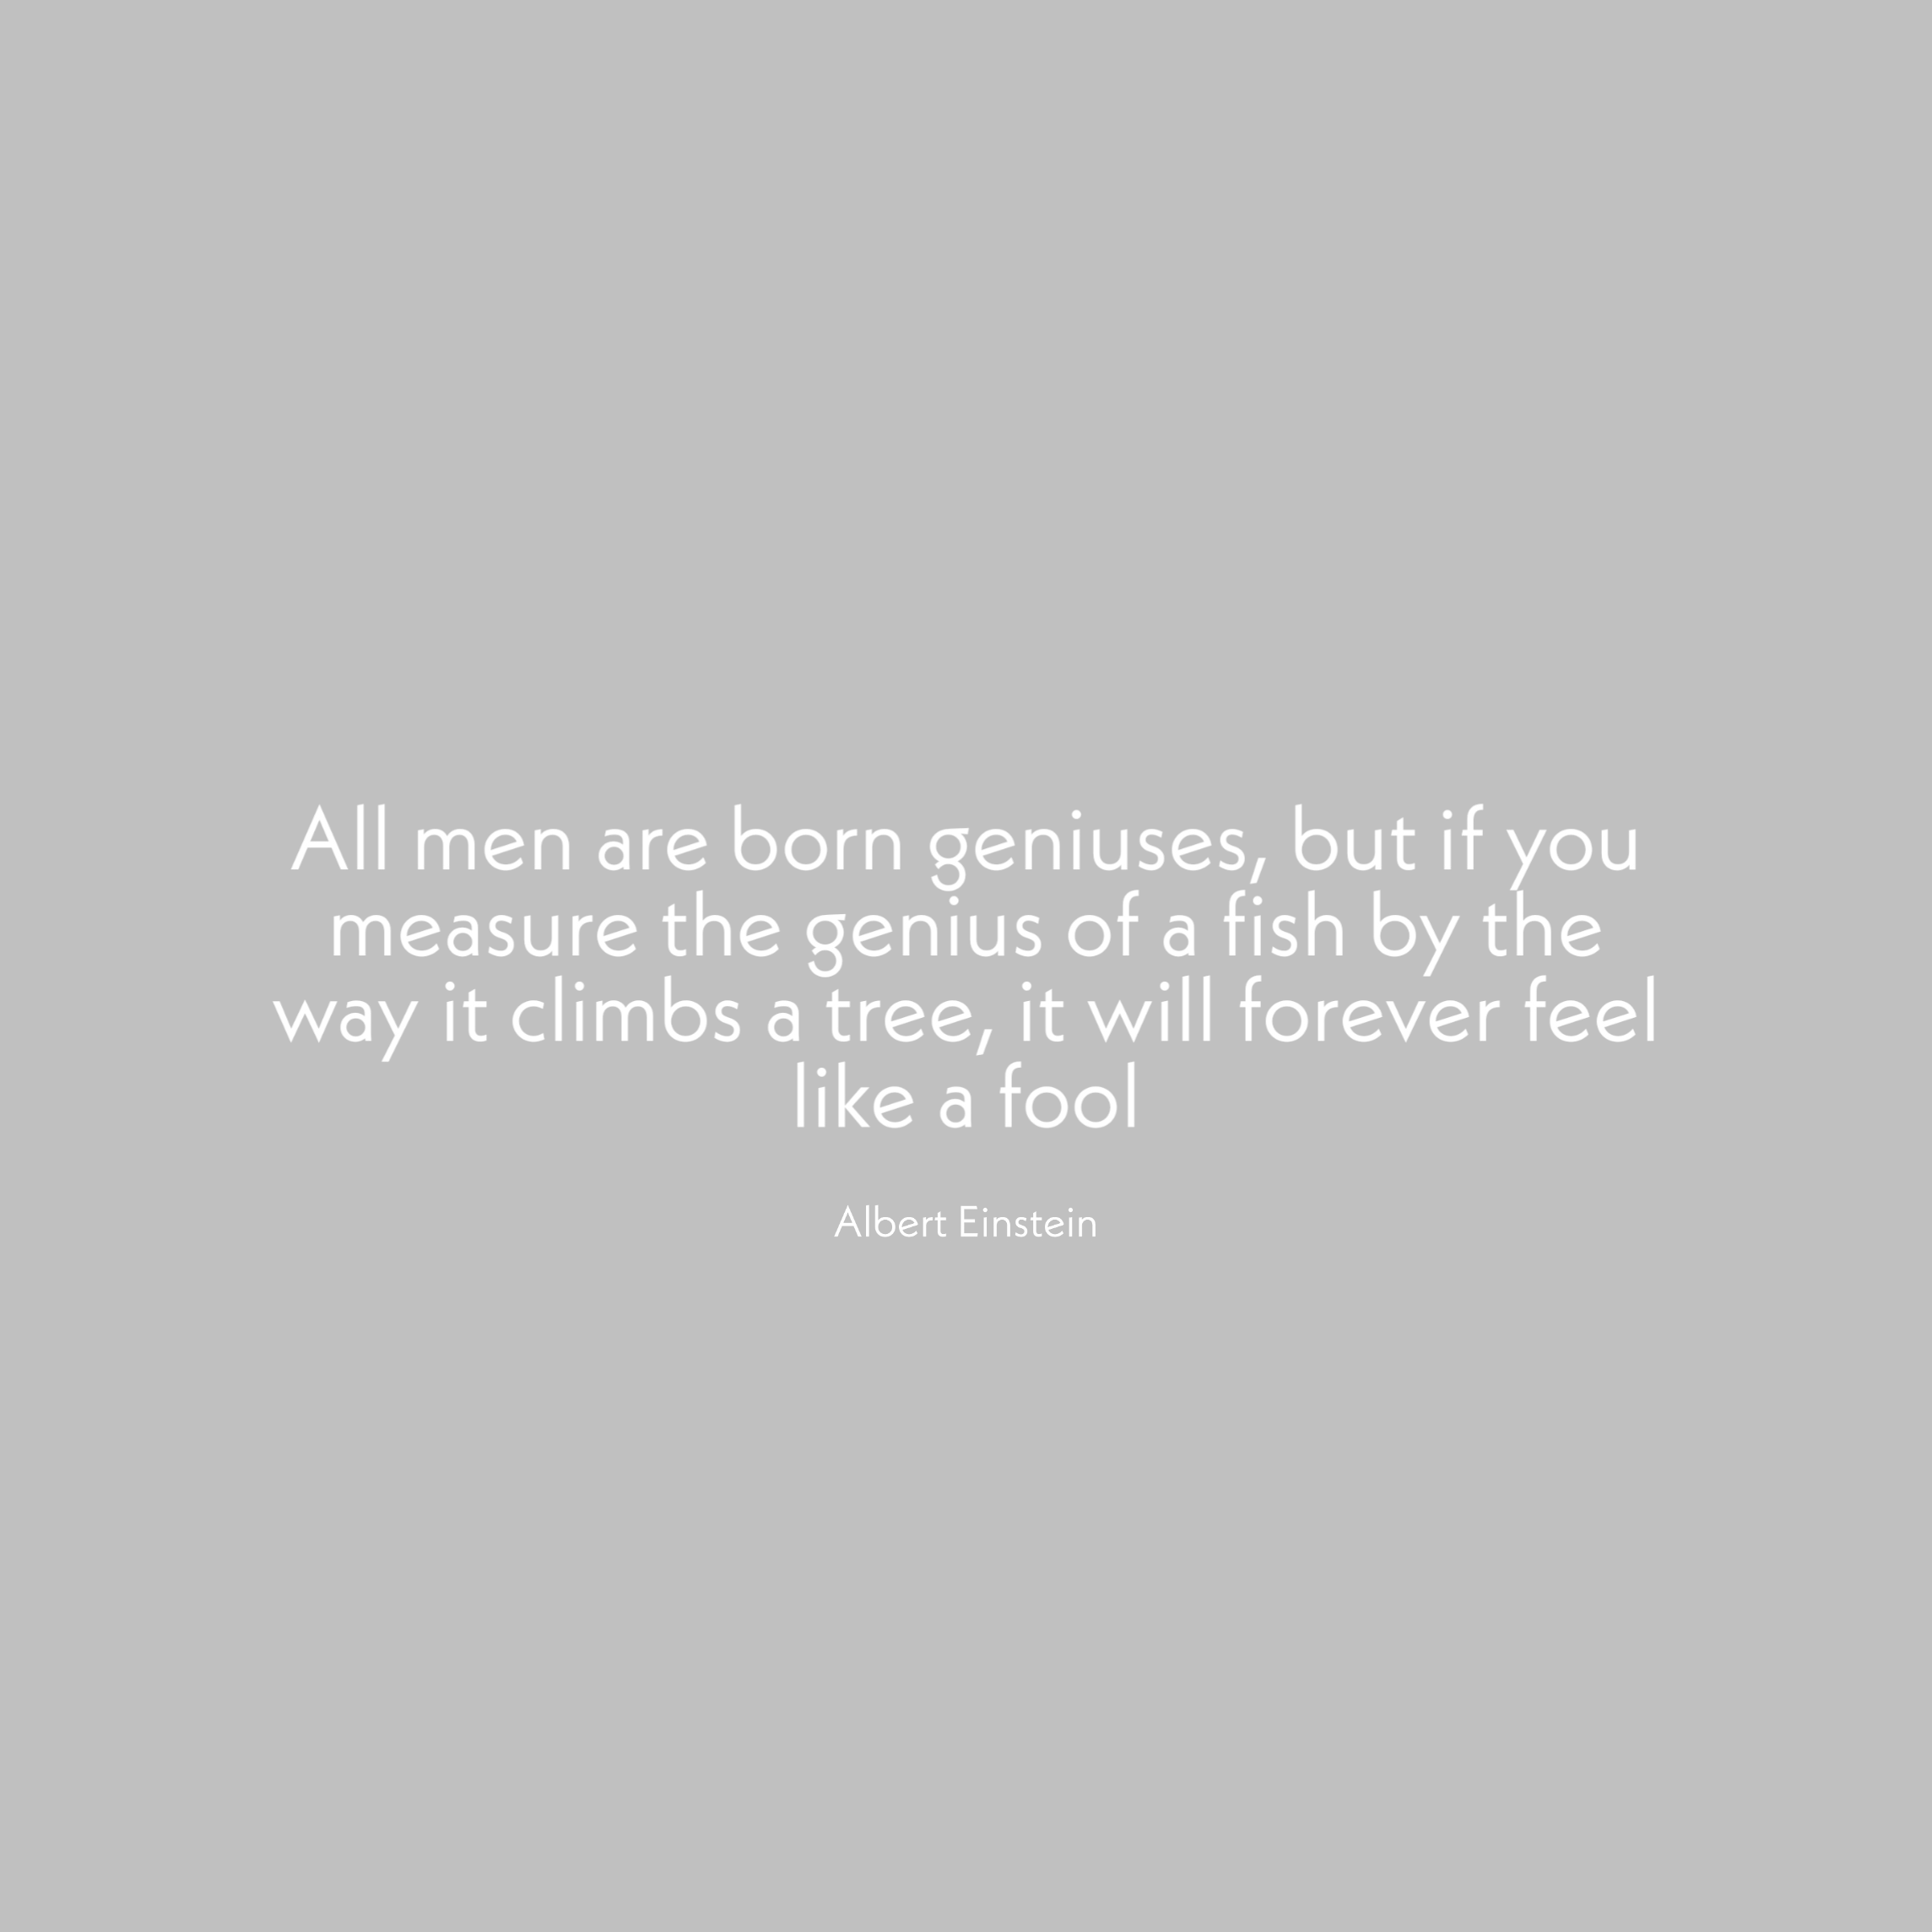 All men are born geniuses, but if you
measure the genius of a fish by the
way it climbs a tree, it will forever feel
like a fool
Albert Einstein